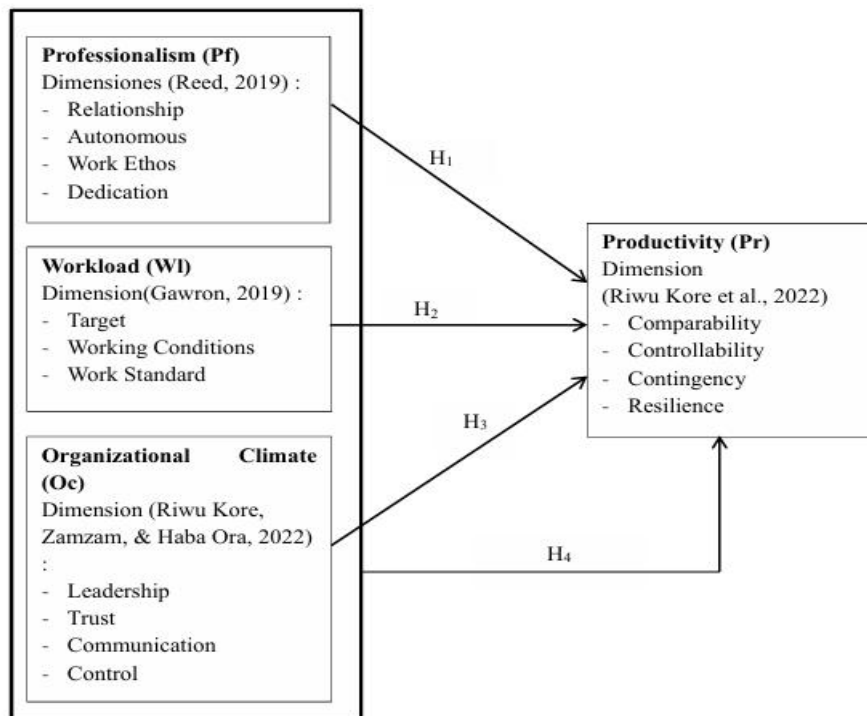 Professionalism (Pf)
Dimensiones (Reed, 2019) :
- Relationship
- Autonomous
- Work Ethos
- Dedication
Workload (Wl)
Dimension(Gawron, 2019) :
- Target
- Working Conditions
- Work Standard
Organizational Climate
(Oc)
Dimension (Riwu Kore,
Zamzam, & Haba Ora, 2022)
:
- Leadership
- Trust
- Communication
- Control
H1
H2
H3
H4
Productivity (Pr)
Dimension
(Riwu Kore et al., 2022)
- Comparability
- Controllability
- Contingency
- Resilience